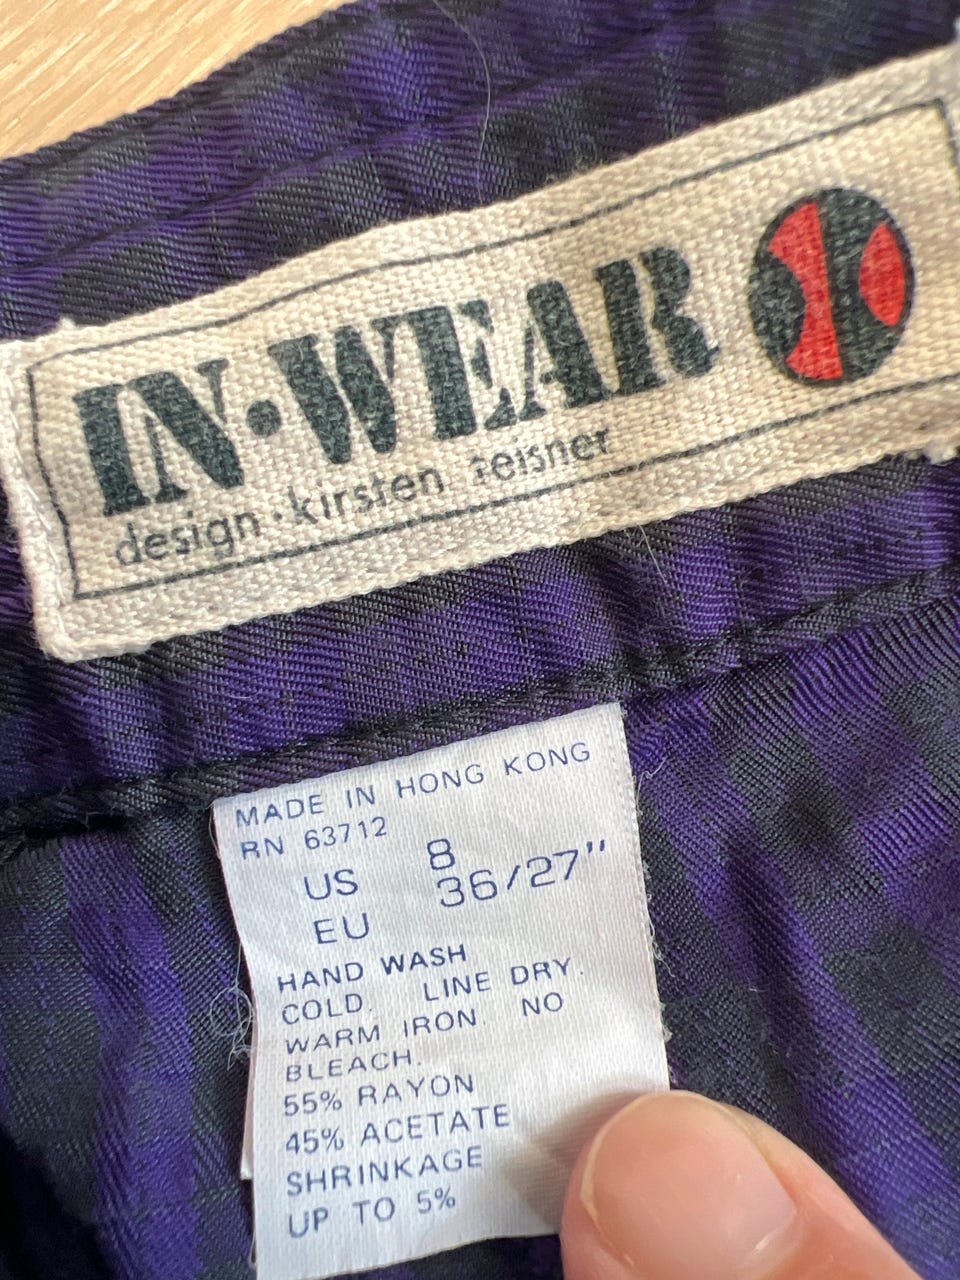 IN·WEAR
design·kirsten teisner
MADE IN HONG KONG
RN 63712
US 8
EU 36/27"
HAND WASH
COLD. LINE DRY.
WARM IRON. NO
BLEACH.
55% RAYON
45% ACETATE
SHRINKAGE
UP TO 5%